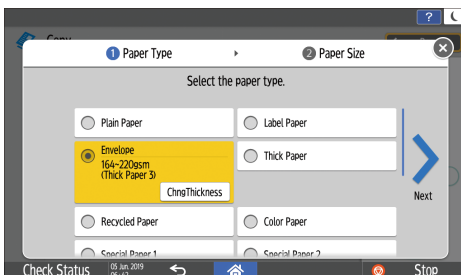 ?
Copy
1 Paper Type
2 Paper Size
Select the paper type.
Plain Paper
Label Paper
Envelope
164~220gsm
(Thick Paper 3)
ChngThickness
Thick Paper
Next
Recycled Paper
Color Paper
Special Paper 1
Special Paper 2
Check Status
05 Jun. 2019
Stop